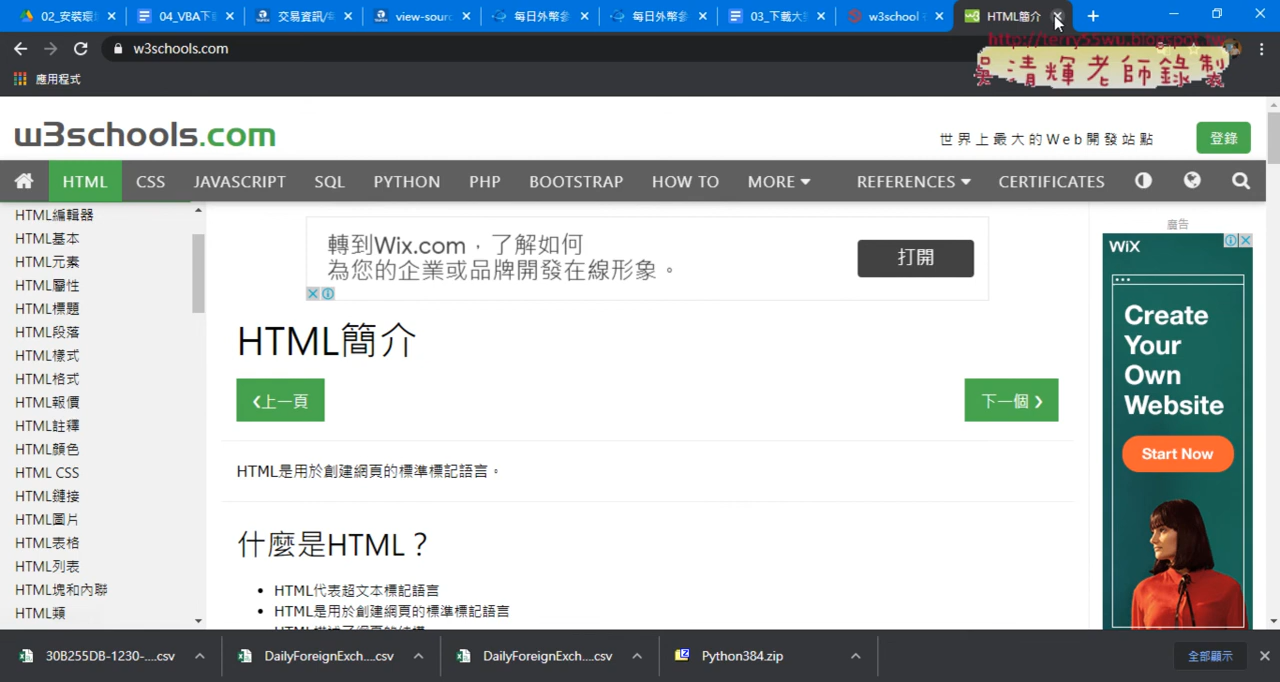 02_VBA下
04_VBA下
交易資訊/
view-sourc
每日外幣參
每日外幣參
03_下載大
w3school
HTML簡介
w3schools.com
http://terry55wu.blogspot.tw
吳清輝老師錄製
應用程式
w3schools.com
世界上最大的Web開發站點
登錄
HTML
CSS
JAVASCRIPT
SQL
PYTHON
PHP
BOOTSTRAP
HOW TO
MORE
REFERENCES
CERTIFICATES
HTML編輯器
HTML基本
HTML元素
HTML屬性
HTML標題
HTML段落
HTML樣式
HTML格式
HTML報價
HTML註釋
HTML顏色
HTML CSS
HTML鏈接
HTML圖片
HTML表格
HTML列表
HTML塊和內聯
HTML類
轉到Wix.com，了解如何
為您的企業或品牌開發在線形象。
打開
HTML簡介
❮上一頁
下一個 ❯
HTML是用於創建網頁的標準標記語言。
什麼是HTML？
HTML代表超文本標記語言
HTML是用於創建網頁的標準標記語言
廣告
WiX
Create
Your
Own
Website
Start Now
30B255DB-1230-....csv
DailyForeignExch....csv
DailyForeignExch....csv
Python384.zip
全部顯示